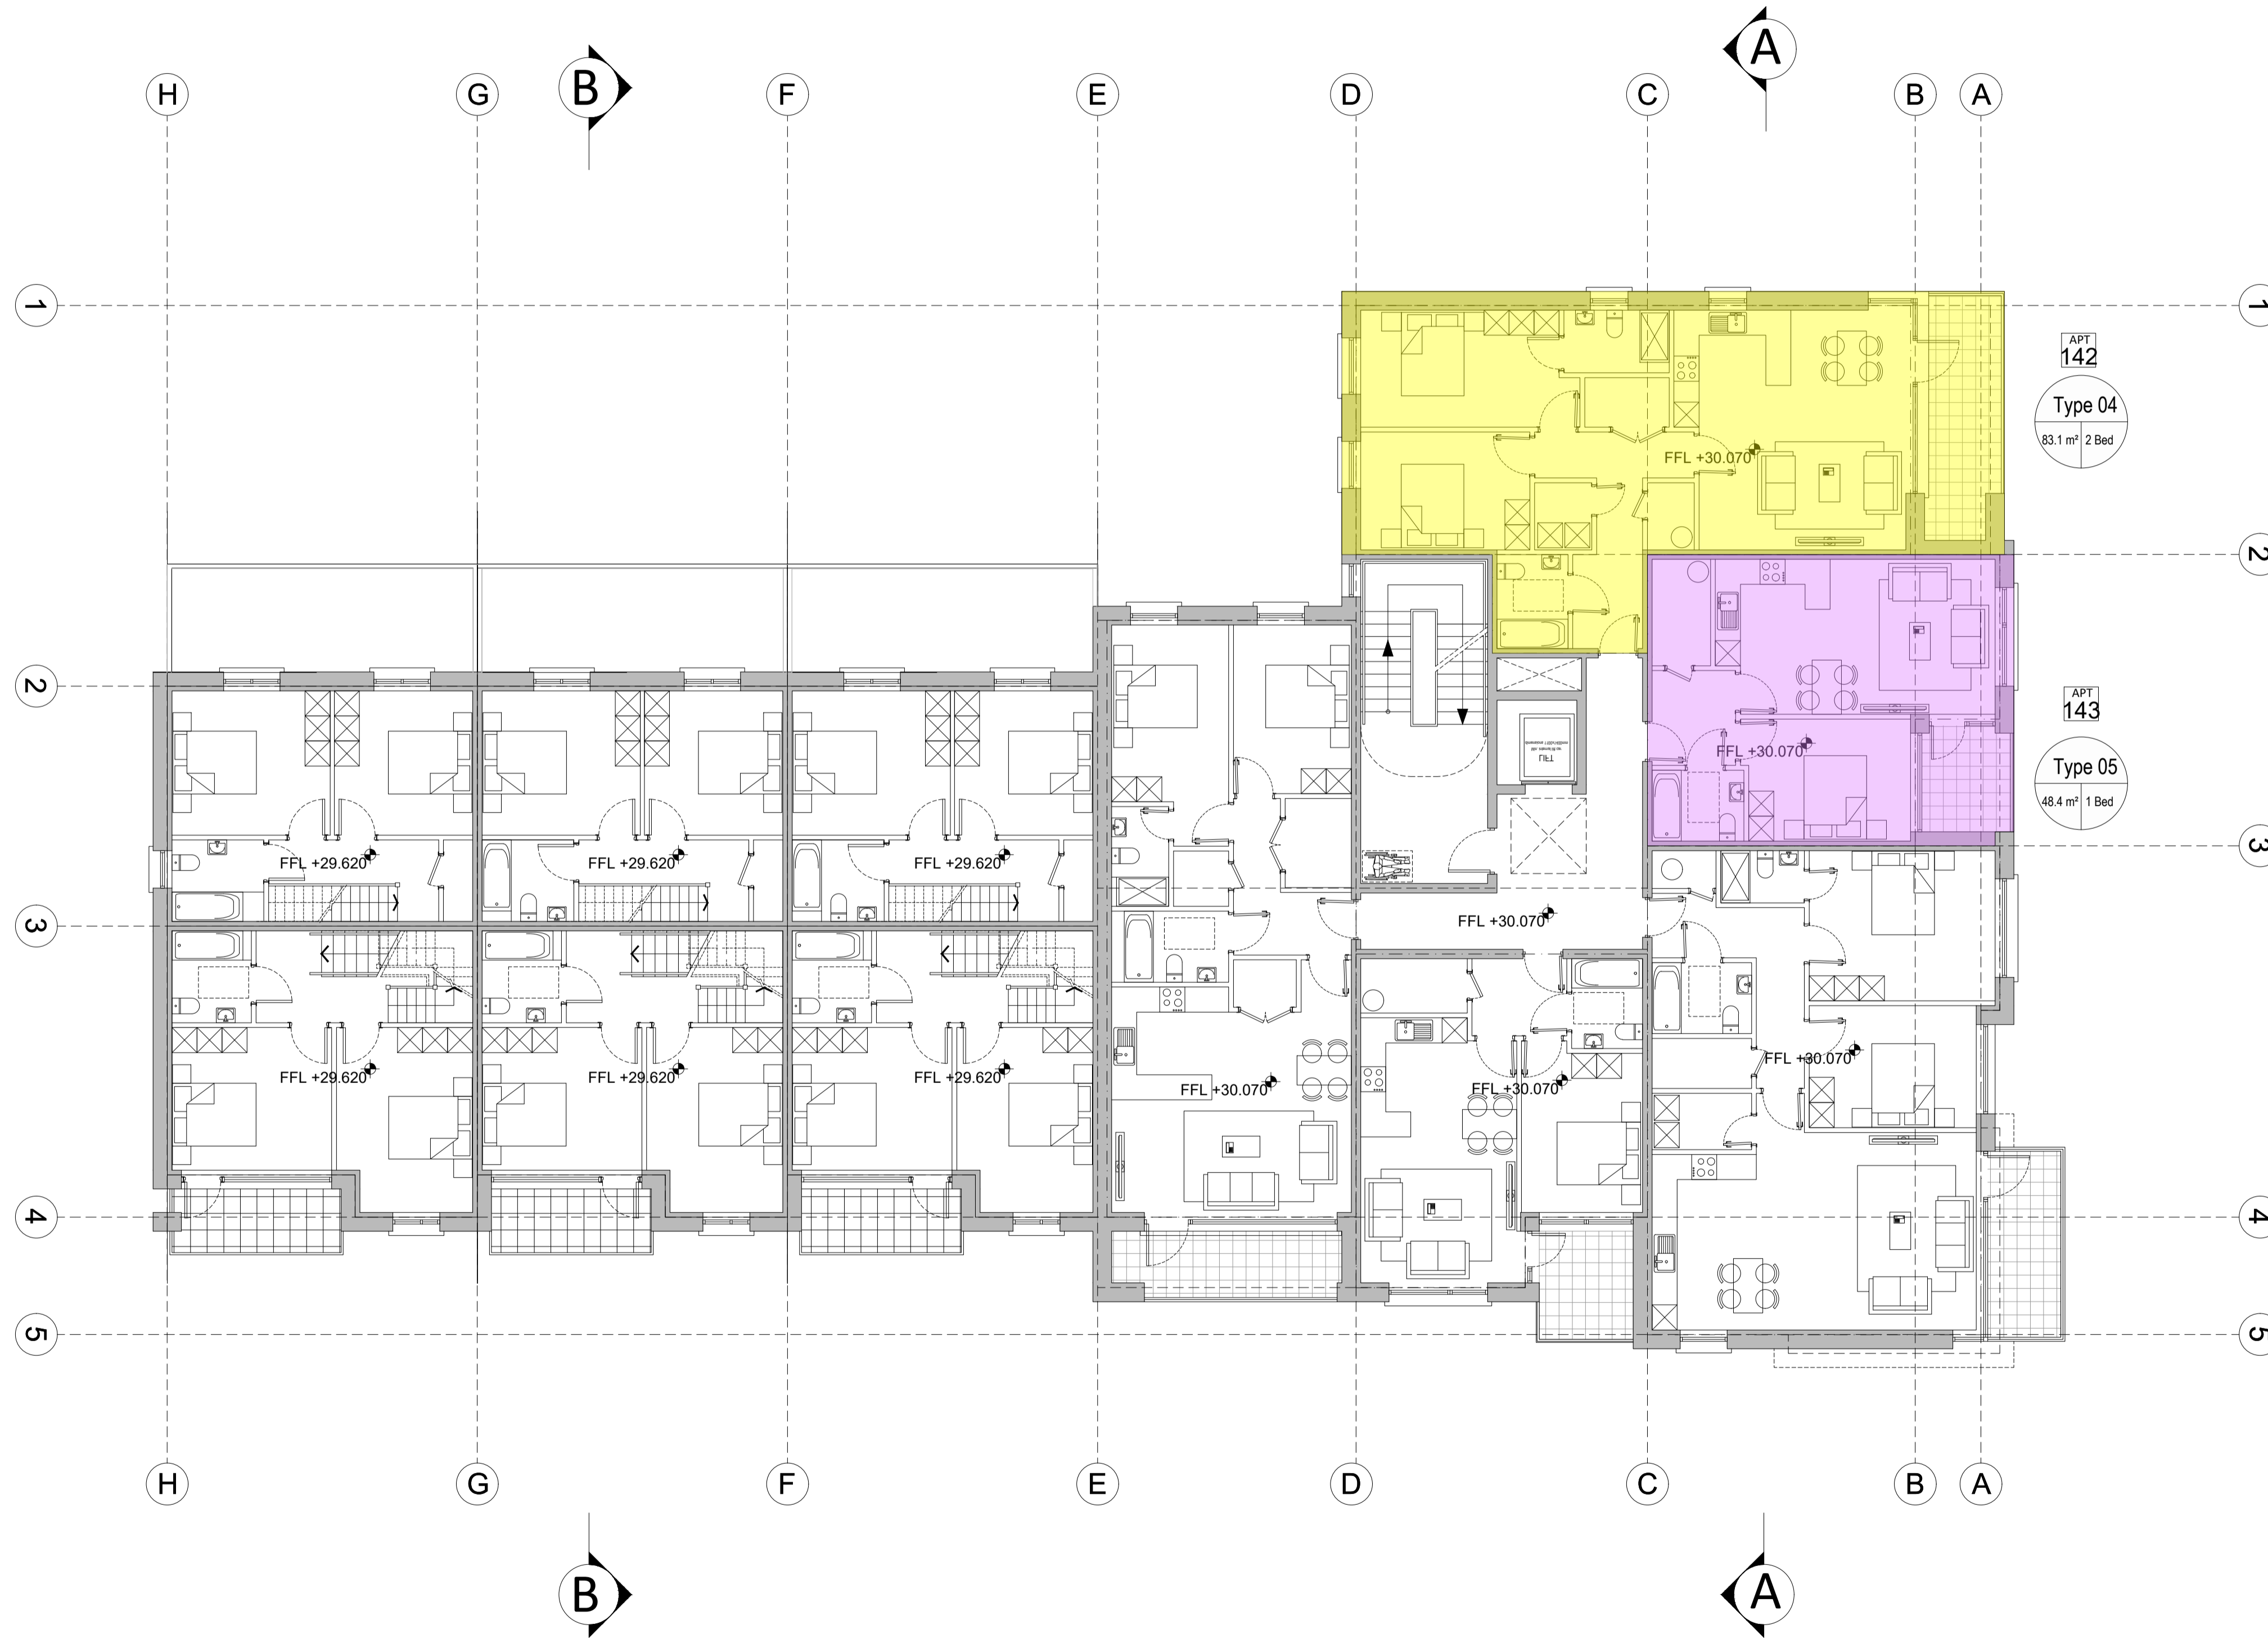 A
B
H
G
F
E
D
C
B
A
1
1
APT
142
Type 04
83.1 m²
2 Bed
FFL +30.070
2
2
APT
143
Type 05
48.4 m²
1 Bed
FFL +30.070
LIFT
3
3
FFL +29.620
FFL +29.620
FFL +29.620
FFL +30.070
FFL +30.070
FFL +29.620
FFL +29.620
FFL +29.620
FFL +30.070
FFL +30.070
4
4
5
5
H
G
F
E
D
C
B
A
B
A